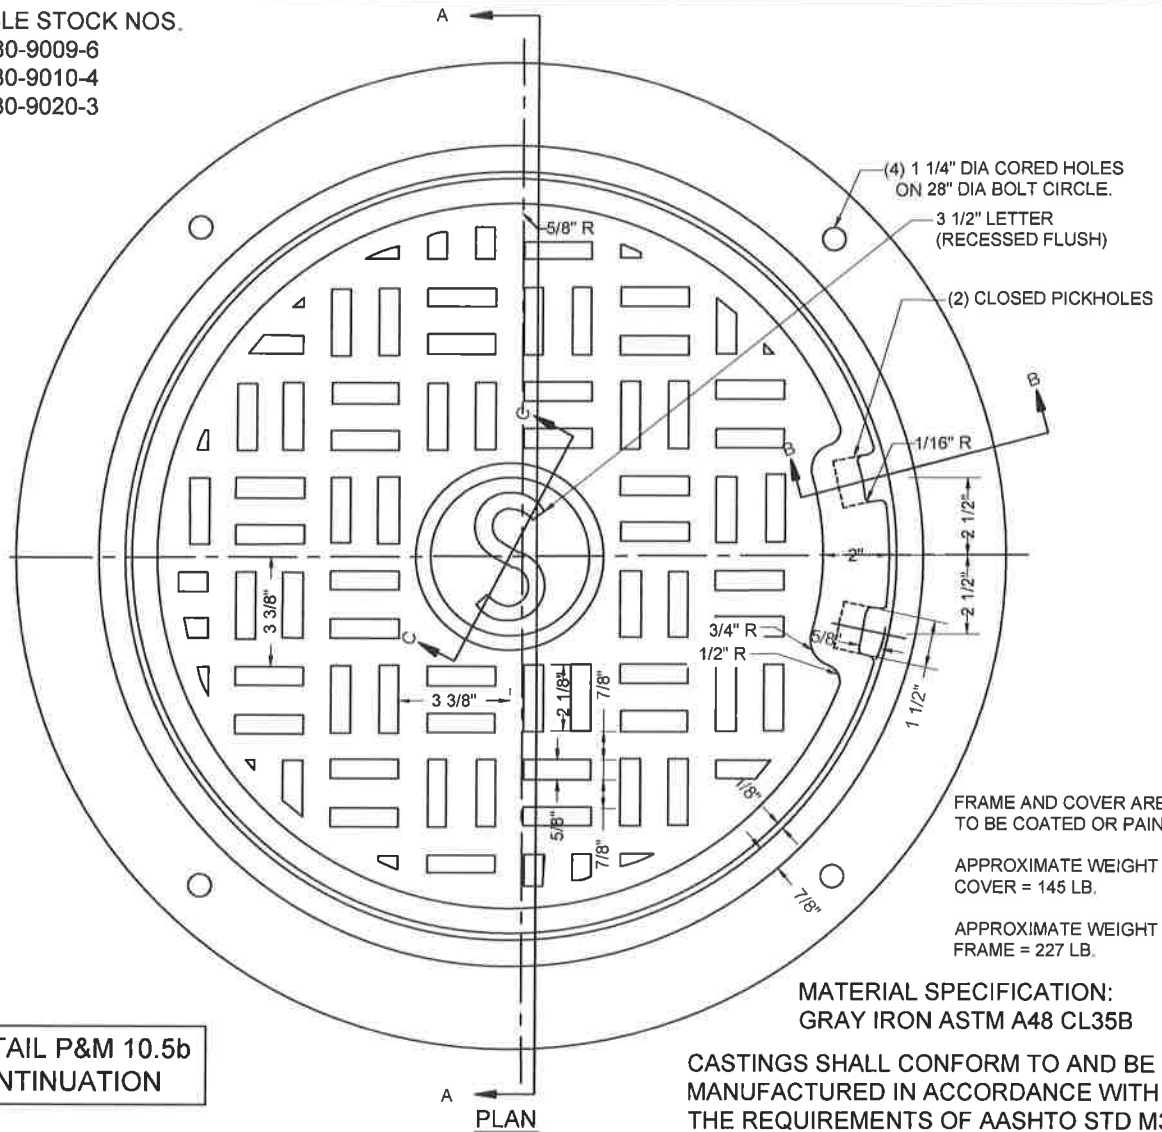 A
LE STOCK NOS.
30-9009-6
30-9010-4
30-9020-3
(4) 1 1/4" DIA CORED HOLES
ON 28" DIA BOLT CIRCLE.
3 1/2" LETTER
(RECESSED FLUSH)
5/8" R
(2) CLOSED PICKHOLES
B
C
B
1/16" R
2 1/2"
S
2"
2 1/2"
3 3/8"
C
3/4" R
5/8"
1/2" R
1 1/2"
3 3/8"
2 1/8"
7/8"
1/8"
5/8"
7/8"
7/8"
FRAME AND COVER ARE
TO BE COATED OR PAIN
APPROXIMATE WEIGHT
COVER = 145 LB.
APPROXIMATE WEIGHT
FRAME = 227 LB.
MATERIAL SPECIFICATION:
GRAY IRON ASTM A48 CL35B
TAIL P&M 10.5b
NTINUATION
CASTINGS SHALL CONFORM TO AND BE
MANUFACTURED IN ACCORDANCE WITH
THE REQUIREMENTS OF AASHTO STD M3
A
PLAN